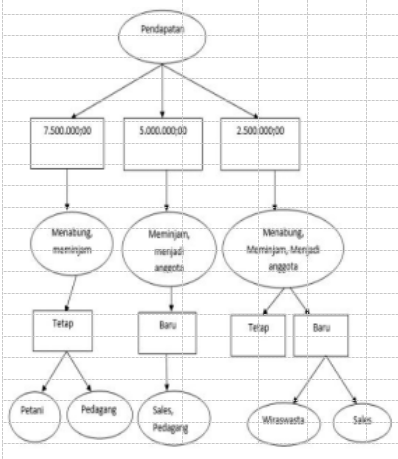 Pendapatan
7.500.000;00
5.000.000;00
2.500.000;00
Menabung,
meminjam
Meminjam,
menjadi
anggota
Menabung,
Meminjam, Menjadi
anggota
Tetap
Baru
Tetap
Baru
Petani
Pedagang
Sales,
Pedagang
Wiraswasta
Sales